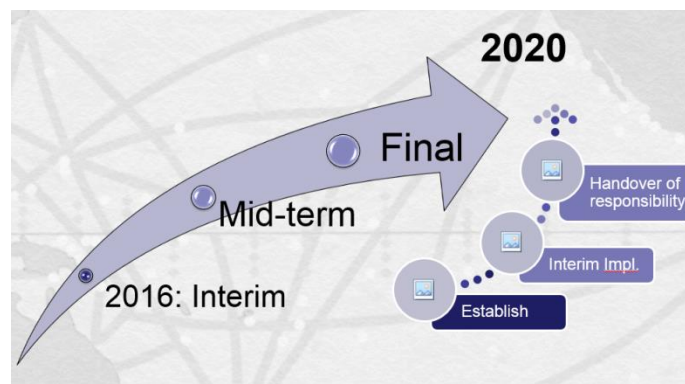 2020
Final
Mid-term
2016: Interim
Handover of
responsibility
Interim Impl.
Establish